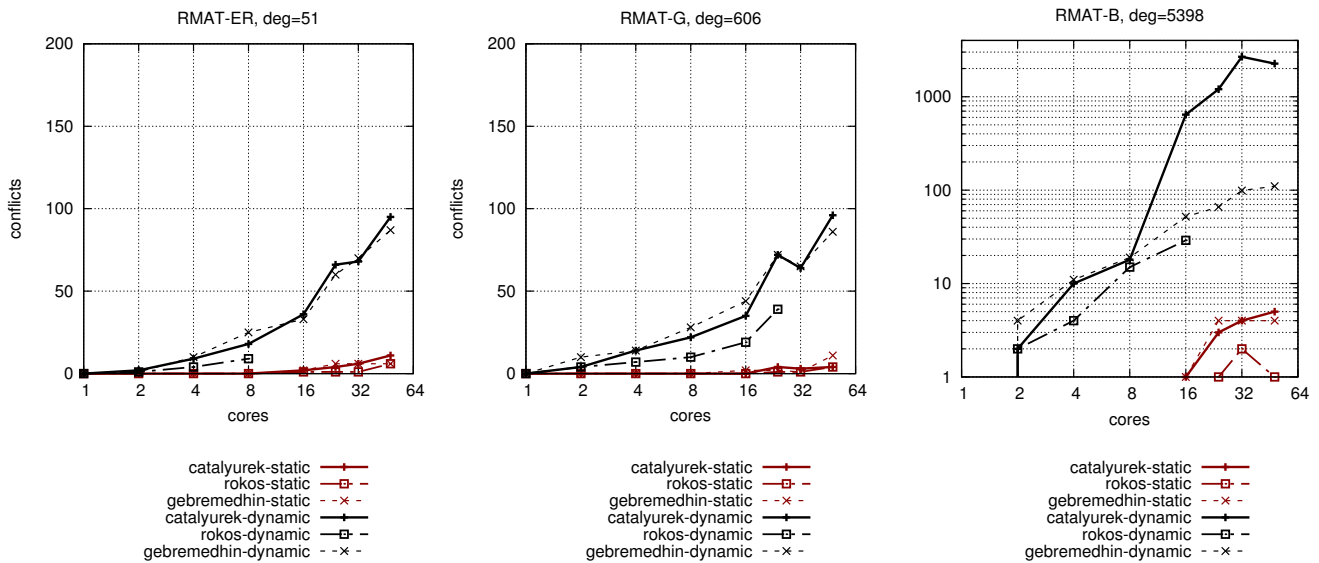 RMAT-ER, deg=51
200
150
100
50
0
conflicts
1 2 4 8 16 32 64
cores
catalyurek-static
rokos-static
gebremedhin-static
catalyurek-dynamic
rokos-dynamic
gebremedhin-dynamic
RMAT-G, deg=606
200
150
100
50
0
conflicts
1 2 4 8 16 32 64
cores
catalyurek-static
rokos-static
gebremedhin-static
catalyurek-dynamic
rokos-dynamic
gebremedhin-dynamic
RMAT-B, deg=5398
1000
100
10
1
conflicts
1 2 4 8 16 32 64
cores
catalyurek-static
rokos-static
gebremedhin-static
catalyurek-dynamic
rokos-dynamic
gebremedhin-dynamic